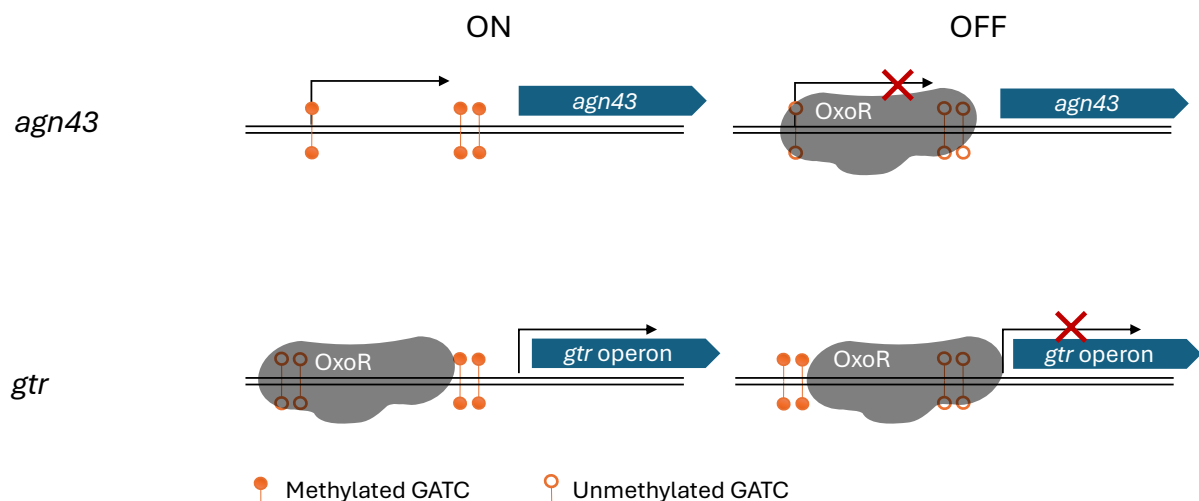 ON OFF
agn43 OxoR agn43 agn43
OxoR OxoR
gtr gtr operon gtr operon
Methylated GATC Unmethylated GATC